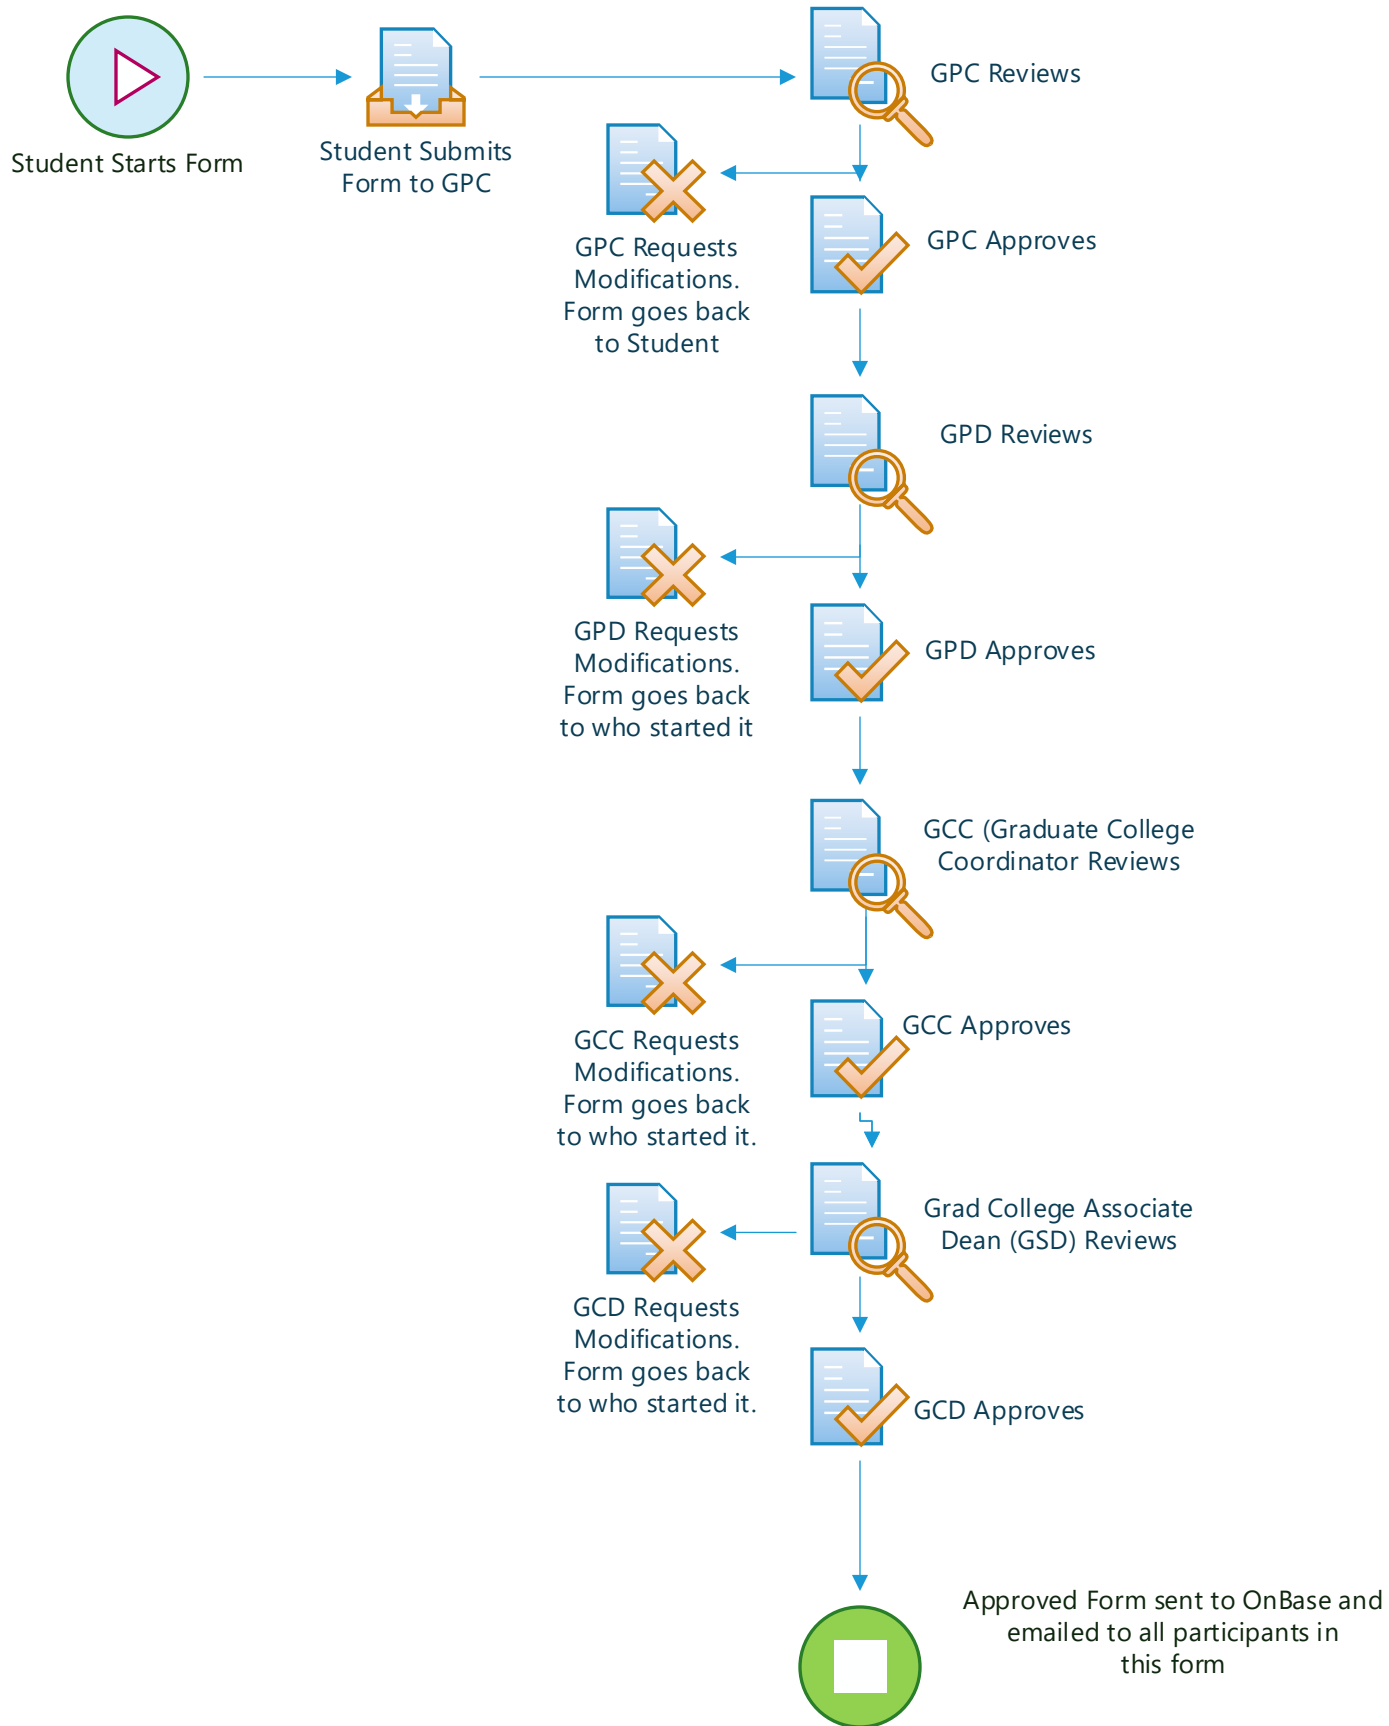 Student Starts Form
Student Submits
Form to GPC
GPC Reviews
GPC Requests
Modifications.
Form goes back
to Student
GPC Approves
GPD Reviews
GPD Requests
Modifications.
Form goes back
to who started it
GPD Approves
GCC (Graduate College
Coordinator Reviews
GCC Requests
Modifications.
Form goes back
to who started it.
GCC Approves
Grad College Associate
Dean (GSD) Reviews
GCD Requests
Modifications.
Form goes back
to who started it.
GCD Approves
Approved Form sent to OnBase and
emailed to all participants in
this form